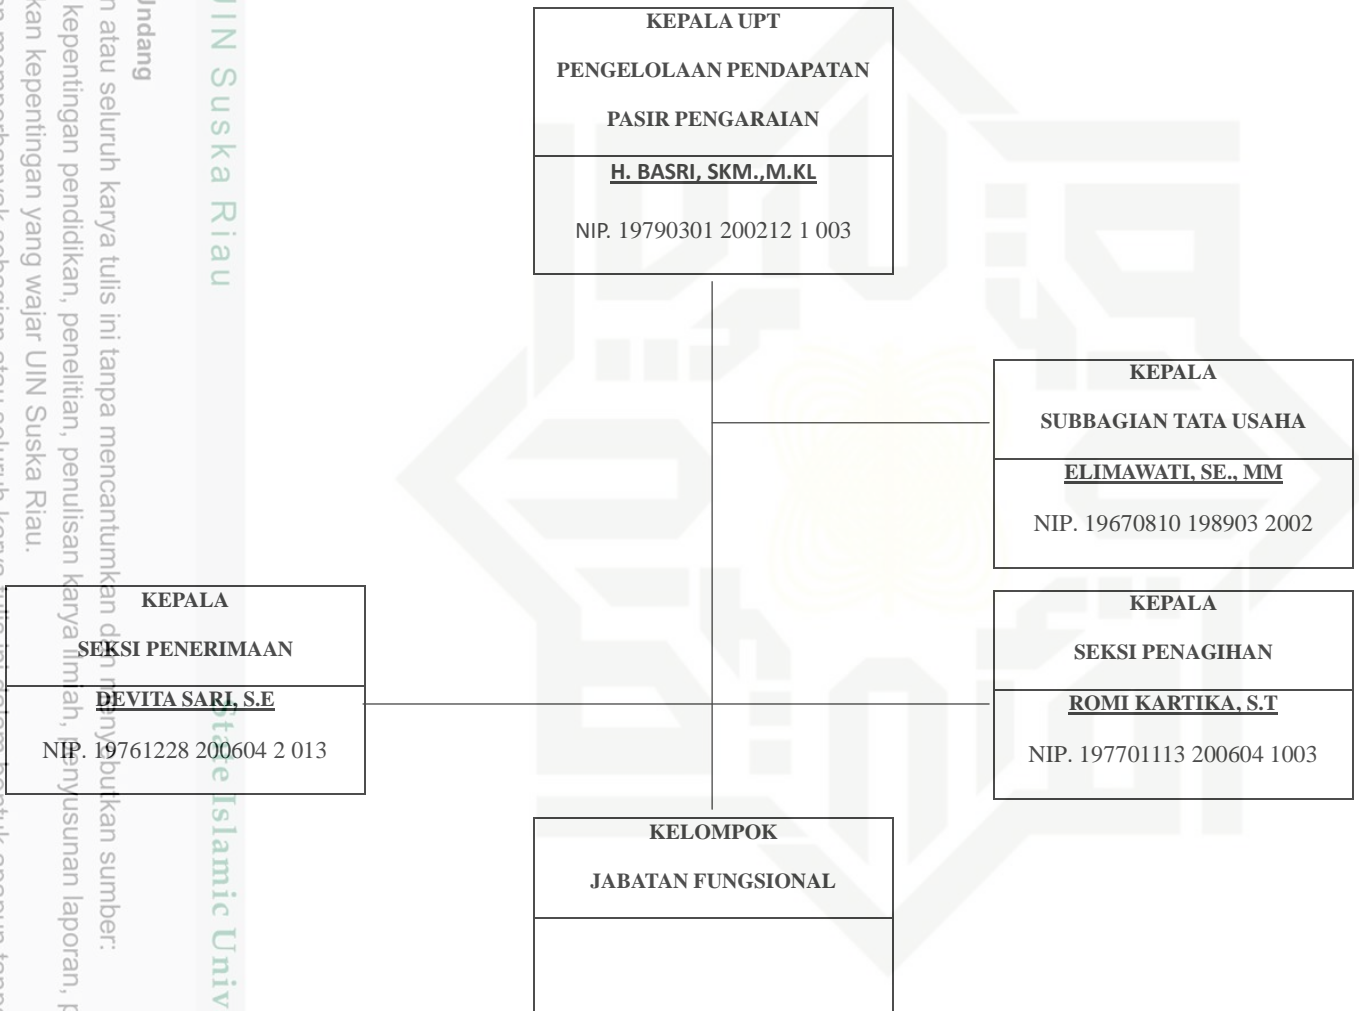 KEPALA UPT
PENGELOLAAN PENDAPATAN
PASIR PENGARAIAN
H. BASRI, SKM.,M.KL
NIP. 19790301 200212 1 003
KEPALA
SUBBAGIAN TATA USAHA
ELIMAWATI, SE., MM
NIP. 19670810 198903 2002
KEPALA
SEKSI PENERIMAAN
DEVITA SARI, S.E
NIP. 19761228 200604 2 013
KEPALA
SEKSI PENAGIHAN
ROMI KARTIKA, S.T
NIP. 197701113 200604 1003
KELOMPOK
JABATAN FUNGSIONAL
UIN Suska Riau
State Islamic Univ
Undang
atau seluruh karya tulis ini tanpa mencantumkan dan menyebutkan sumber:
kepentingan pendidikan, penelitian, penulisan karya ilmiah, penyusunan laporan,
kan kepentingan yang wajar UIN Suska Riau.